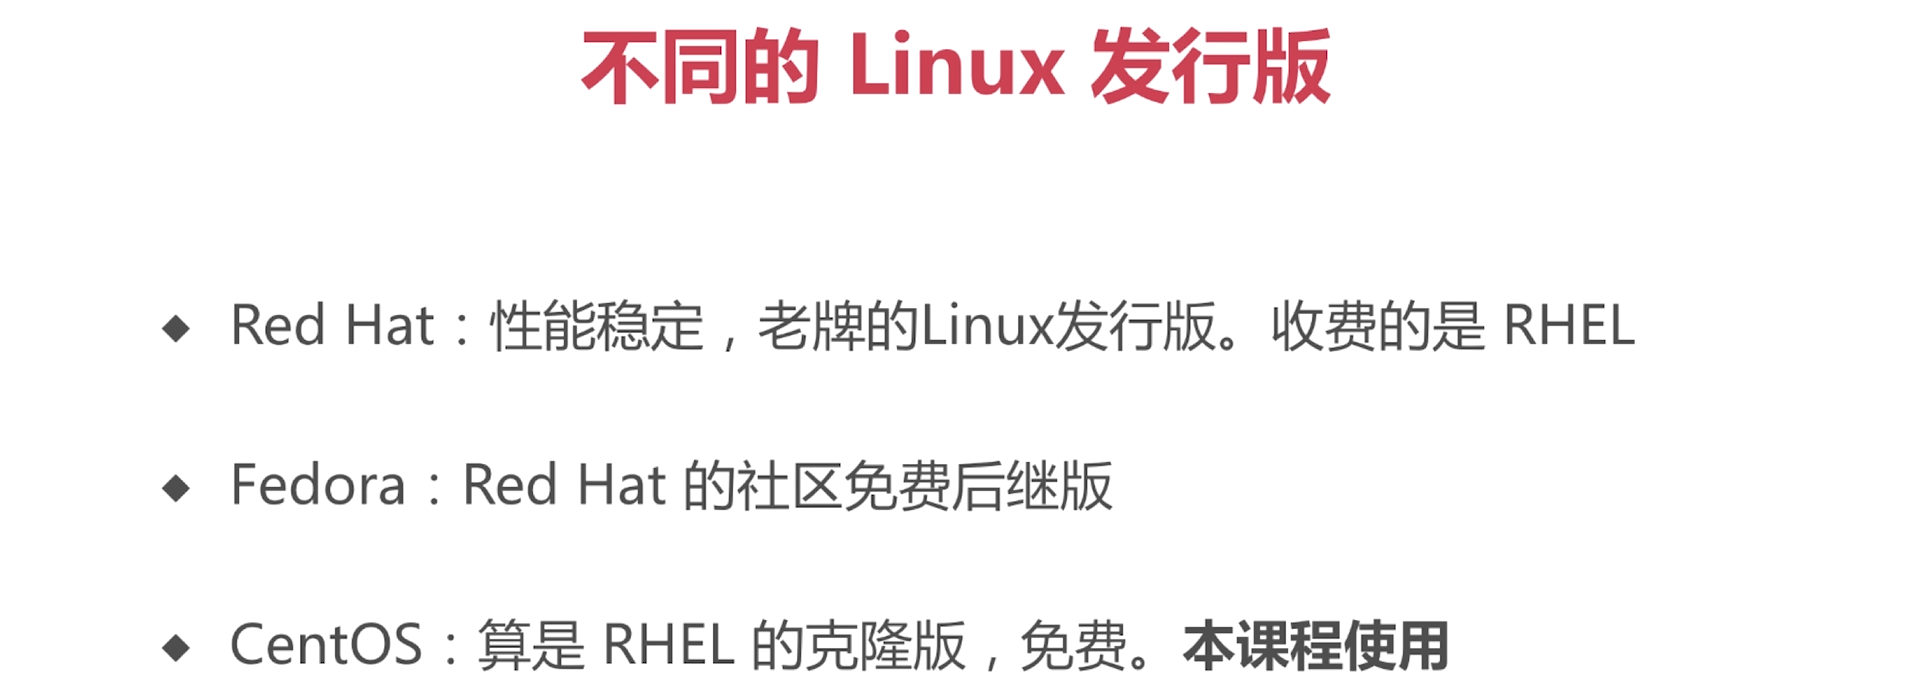 不同的 Linux 发行版
◆ Red Hat：性能稳定，老牌的Linux发行版。收费的是 RHEL
◆ Fedora：Red Hat 的社区免费后继版
◆ CentOS：算是 RHEL 的克隆版，免费。本课程使用